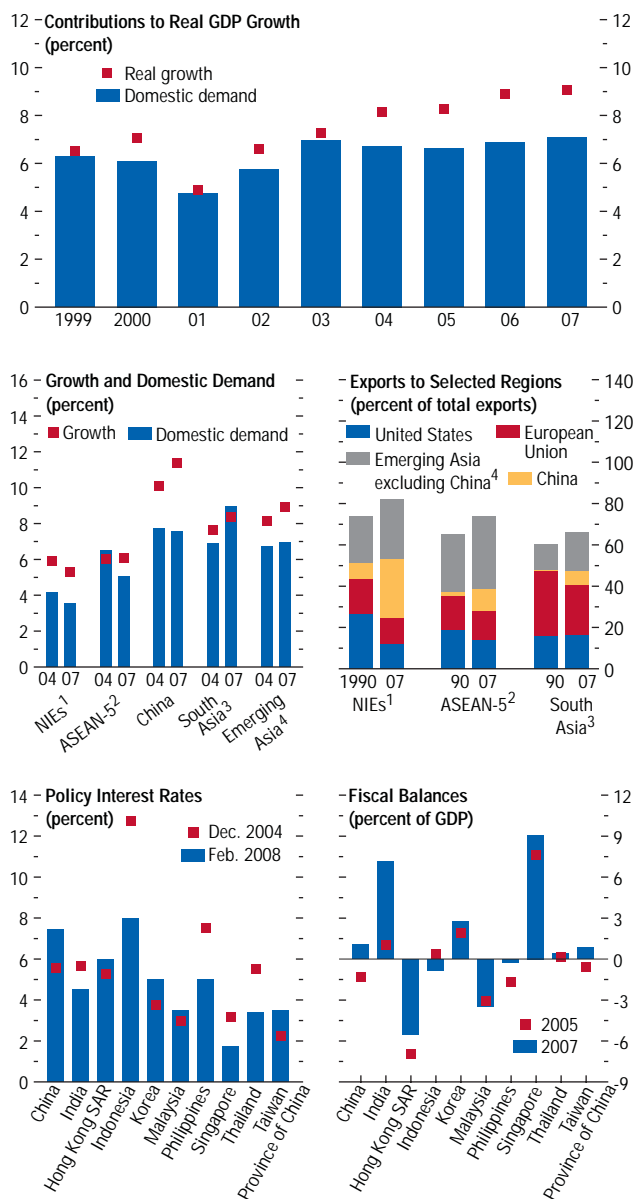 Contributions to Real GDP Growth
(percent)
Real growth
Domestic demand
12
10
8
6
4
2
0
12
10
8
6
4
2
0
1999 2000 01 02 03 04 05 06 07
Growth and Domestic Demand
(percent)
Growth Domestic demand
16
14
12
10
8
6
4
2
0
04 07 04 07 04 07 04 07 04 07
NIEs1
ASEAN-52
China
South
Asia3
Emerging
Asia4
Exports to Selected Regions
(percent of total exports)
United States
European
Union
Emerging Asia
excluding China4
China
140
120
100
80
60
40
20
0
1990 07 90 07 90 07
NIEs1
ASEAN-52
South
Asia3
Policy Interest Rates
(percent)
Dec. 2004
Feb. 2008
14
12
10
8
6
4
2
0
China
India
Hong Kong SAR
Indonesia
Korea
Malaysia
Philippines
Singapore
Thailand
Taiwan
Province of China
Fiscal Balances
(percent of GDP)
2005
2007
12
9
6
3
0
-3
-6
-9
China
India
Hong Kong SAR
Indonesia
Korea
Malaysia
Philippines
Singapore
Thailand
Taiwan
Province of China